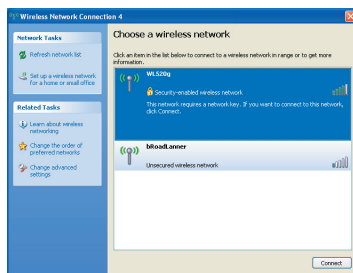 Wireless Network Connection 4
Network Tasks
Refresh network list
Set up a wireless network
for a home or small office
Related Tasks
Learn about wireless
networking
Change the order of
preferred networks
Change advanced
settings
Choose a wireless network
Click an item in the list below to connect to a wireless network in range or to get more
information.
WL520g
Security-enabled wireless network
This network requires a network key. If you want to connect to this network,
click Connect.
bRoadLanner
Unsecured wireless network
Connect